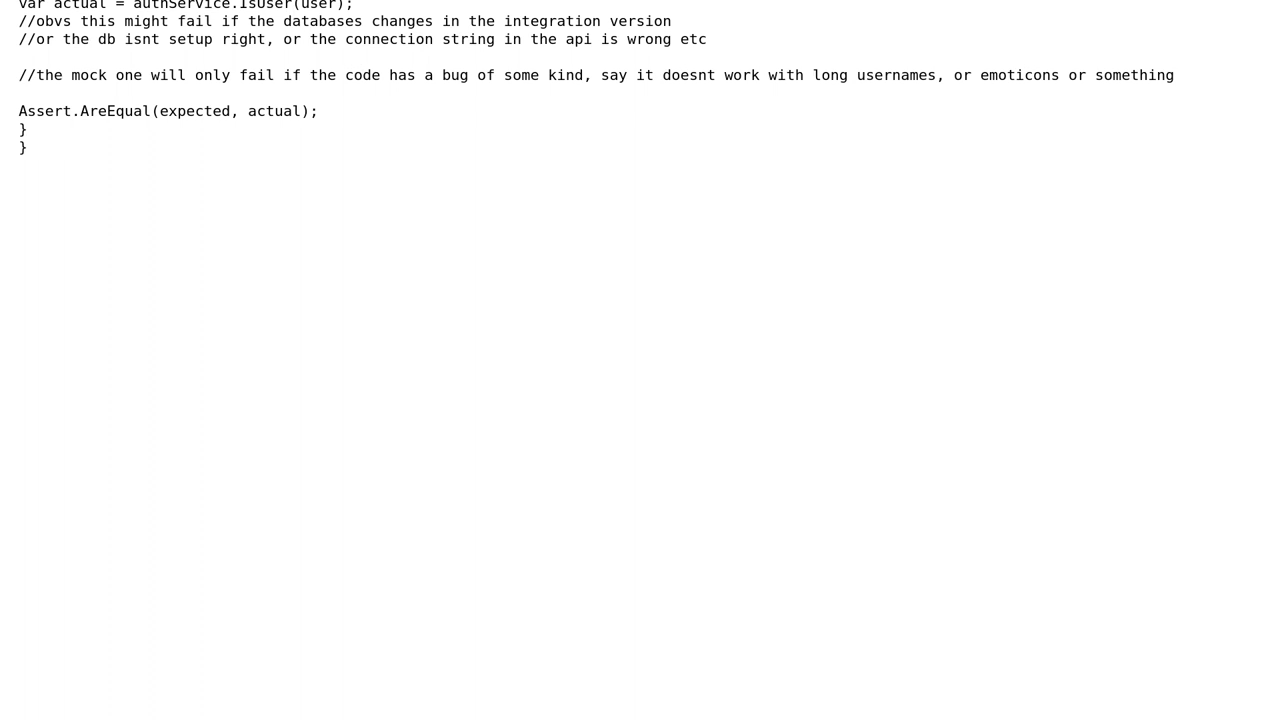 var actual = authService.IsUser(user);
//obvs this might fail if the databases changes in the integration version
//or the db isnt setup right, or the connection string in the api is wrong etc
//the mock one will only fail if the code has a bug of some kind, say it doesnt work with long usernames, or emoticons or something
Assert.AreEqual(expected, actual);
}
}